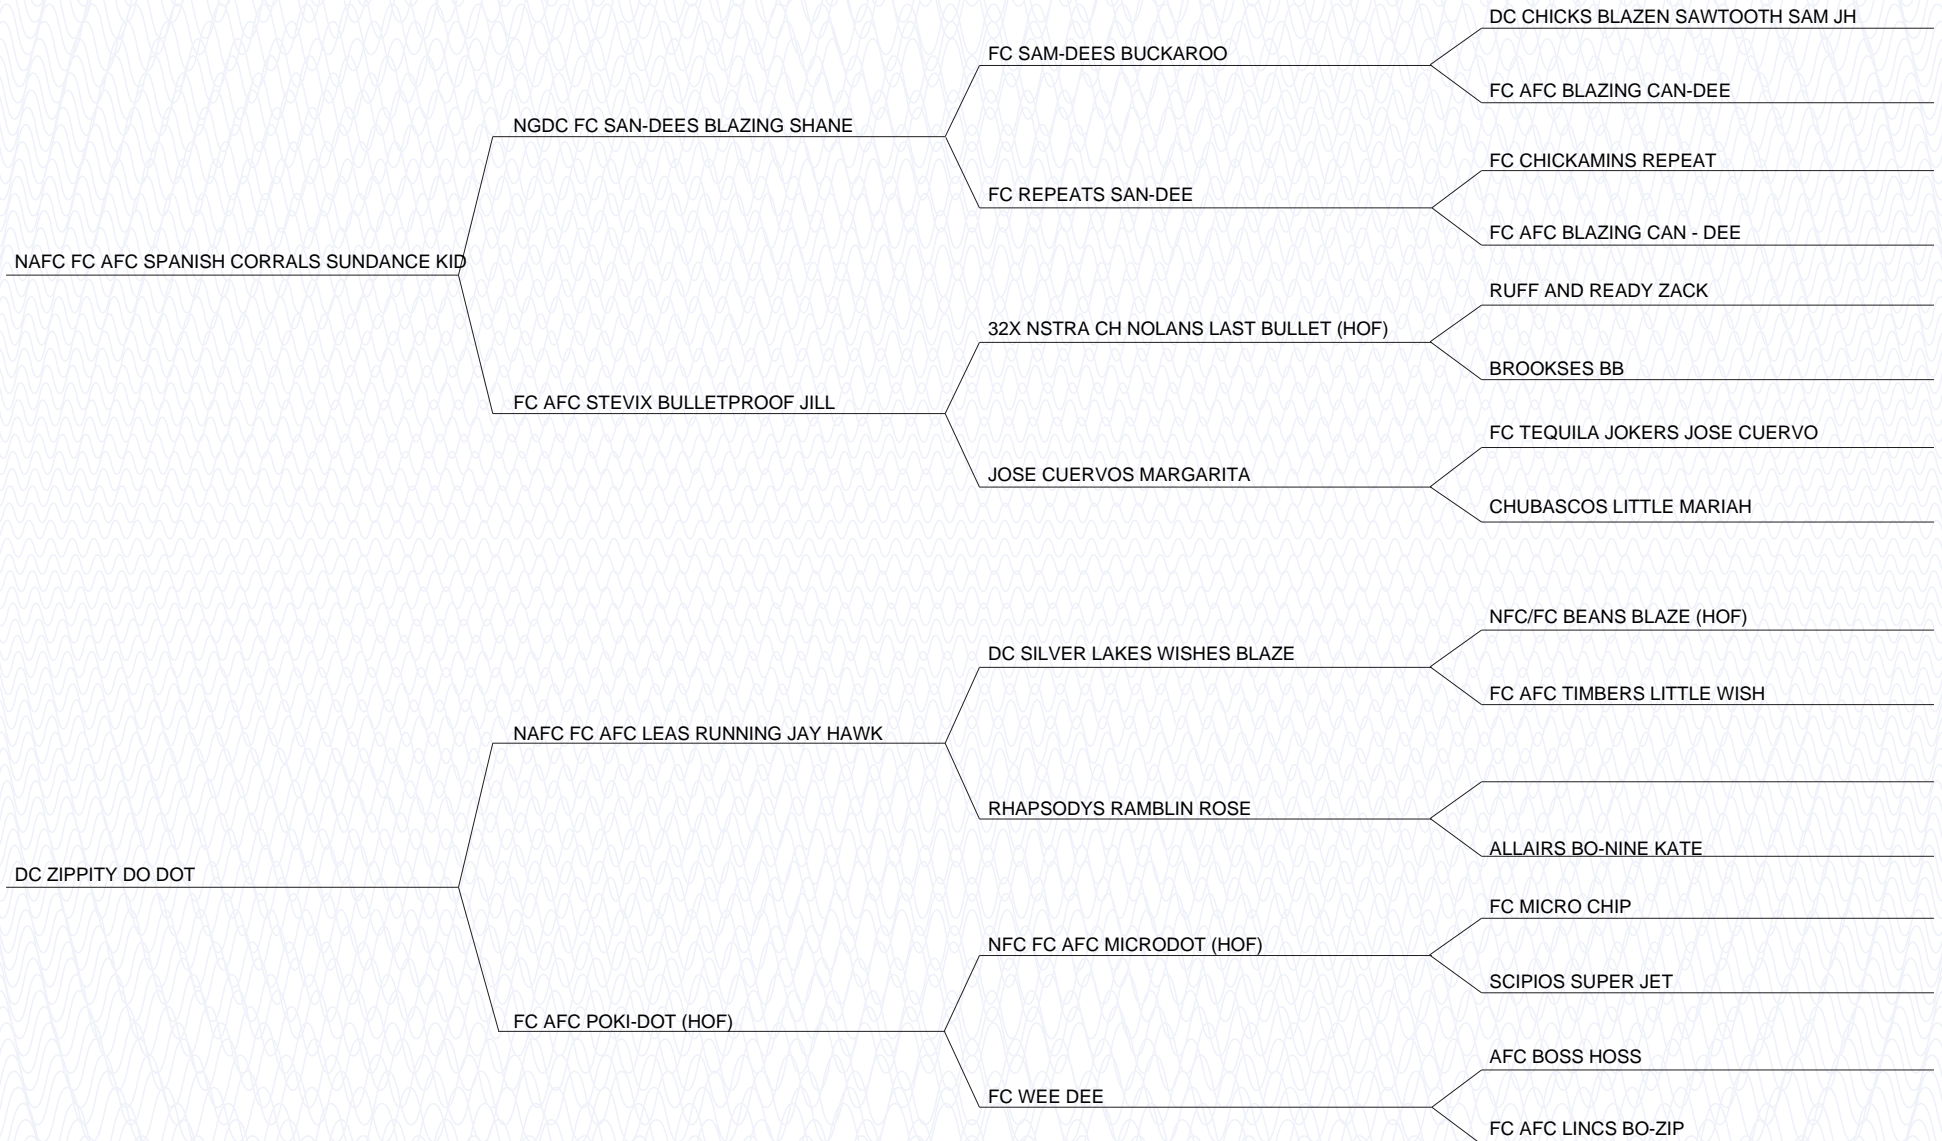 DC CHICKS BLAZEN SAWTOOTH SAM JH
FC SAM-DEES BUCKAROO
FC AFC BLAZING CAN-DEE
NGDC FC SAN-DEES BLAZING SHANE
FC CHICKAMINS REPEAT
FC REPEATS SAN-DEE
FC AFC BLAZING CAN - DEE
NAFC FC AFC SPANISH CORRALS SUNDANCE KID
RUFF AND READY ZACK
32X NSTRA CH NOLANS LAST BULLET (HOF)
BROOKSES BB
FC AFC STEVIX BULLETPROOF JILL
FC TEQUILA JOKERS JOSE CUERVO
JOSE CUERVOS MARGARITA
CHUBASCOS LITTLE MARIAH
NFC/FC BEANS BLAZE (HOF)
DC SILVER LAKES WISHES BLAZE
FC AFC TIMBERS LITTLE WISH
NAFC FC AFC LEAS RUNNING JAY HAWK
RHAPSODYS RAMBLIN ROSE
ALLAIRS BO-NINE KATE
DC ZIPPITY DO DOT
FC MICRO CHIP
NFC FC AFC MICRODOT (HOF)
SCIPIOS SUPER JET
FC AFC POKI-DOT (HOF)
AFC BOSS HOSS
FC WEE DEE
FC AFC LINCS BO-ZIP